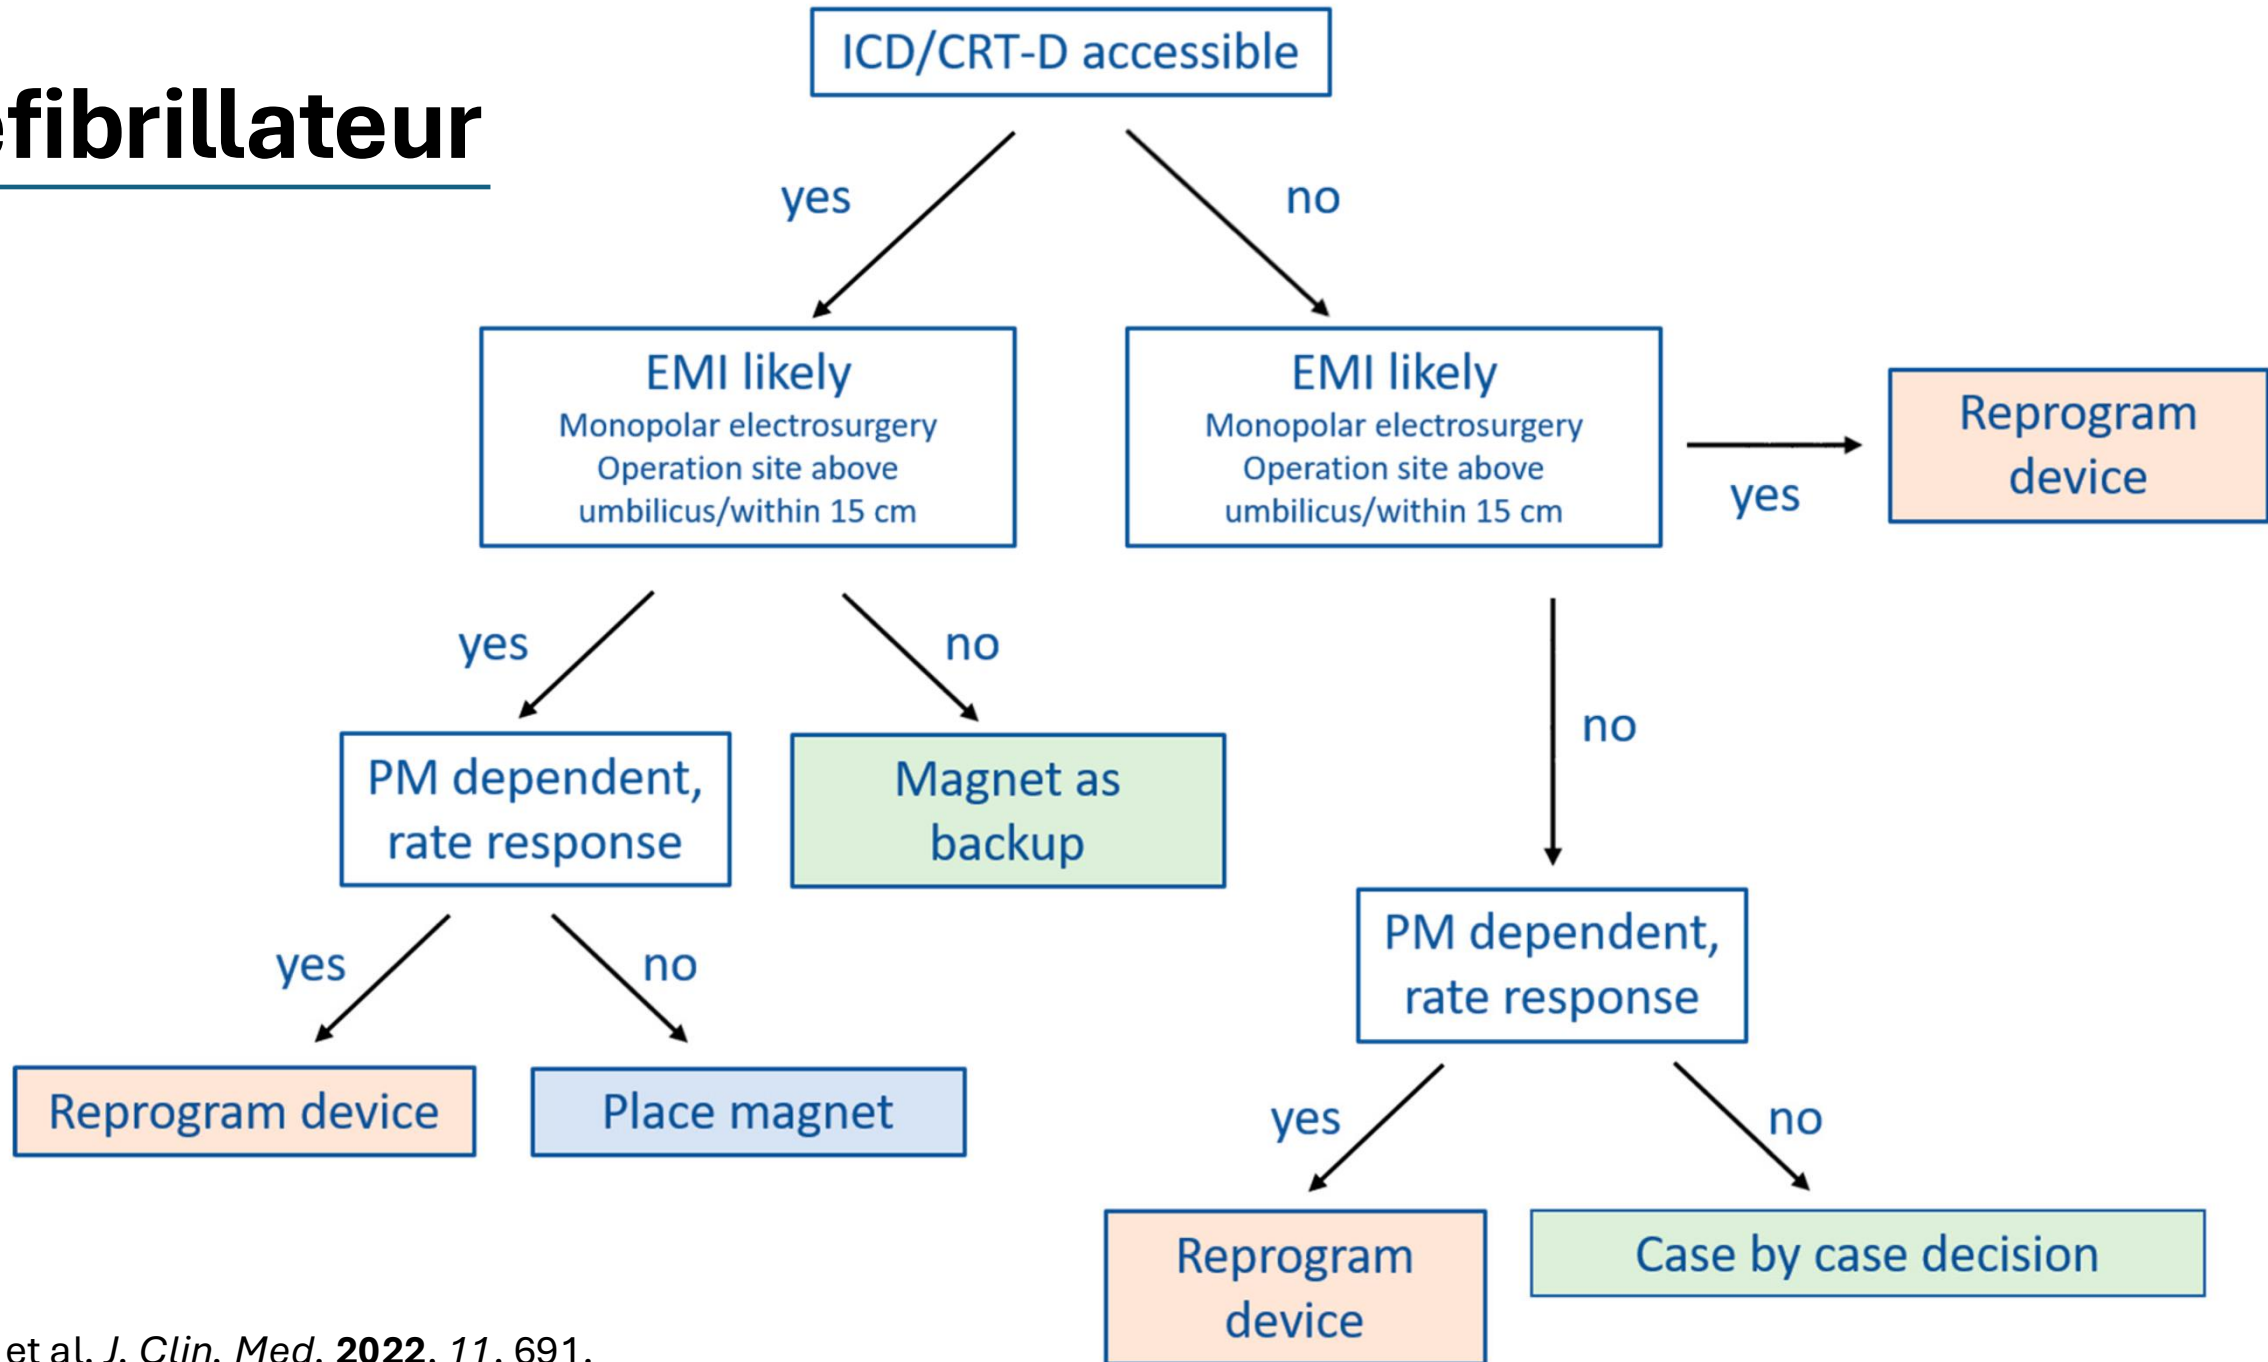 ICD/CRT-D accessible
éfibrillateur
yes
no
EMI likely
Monopolar electrosurgery
Operation site above
umbilicus/within 15 cm
EMI likely
Monopolar electrosurgery
Operation site above
umbilicus/within 15 cm
yes
Reprogram
device
yes
no
no
PM dependent,
rate response
Magnet as
backup
PM dependent,
rate response
yes
no
Reprogram device
Place magnet
yes
no
Reprogram
device
Case by case decision
et al. J. Clin. Med. 2022, 11, 691.